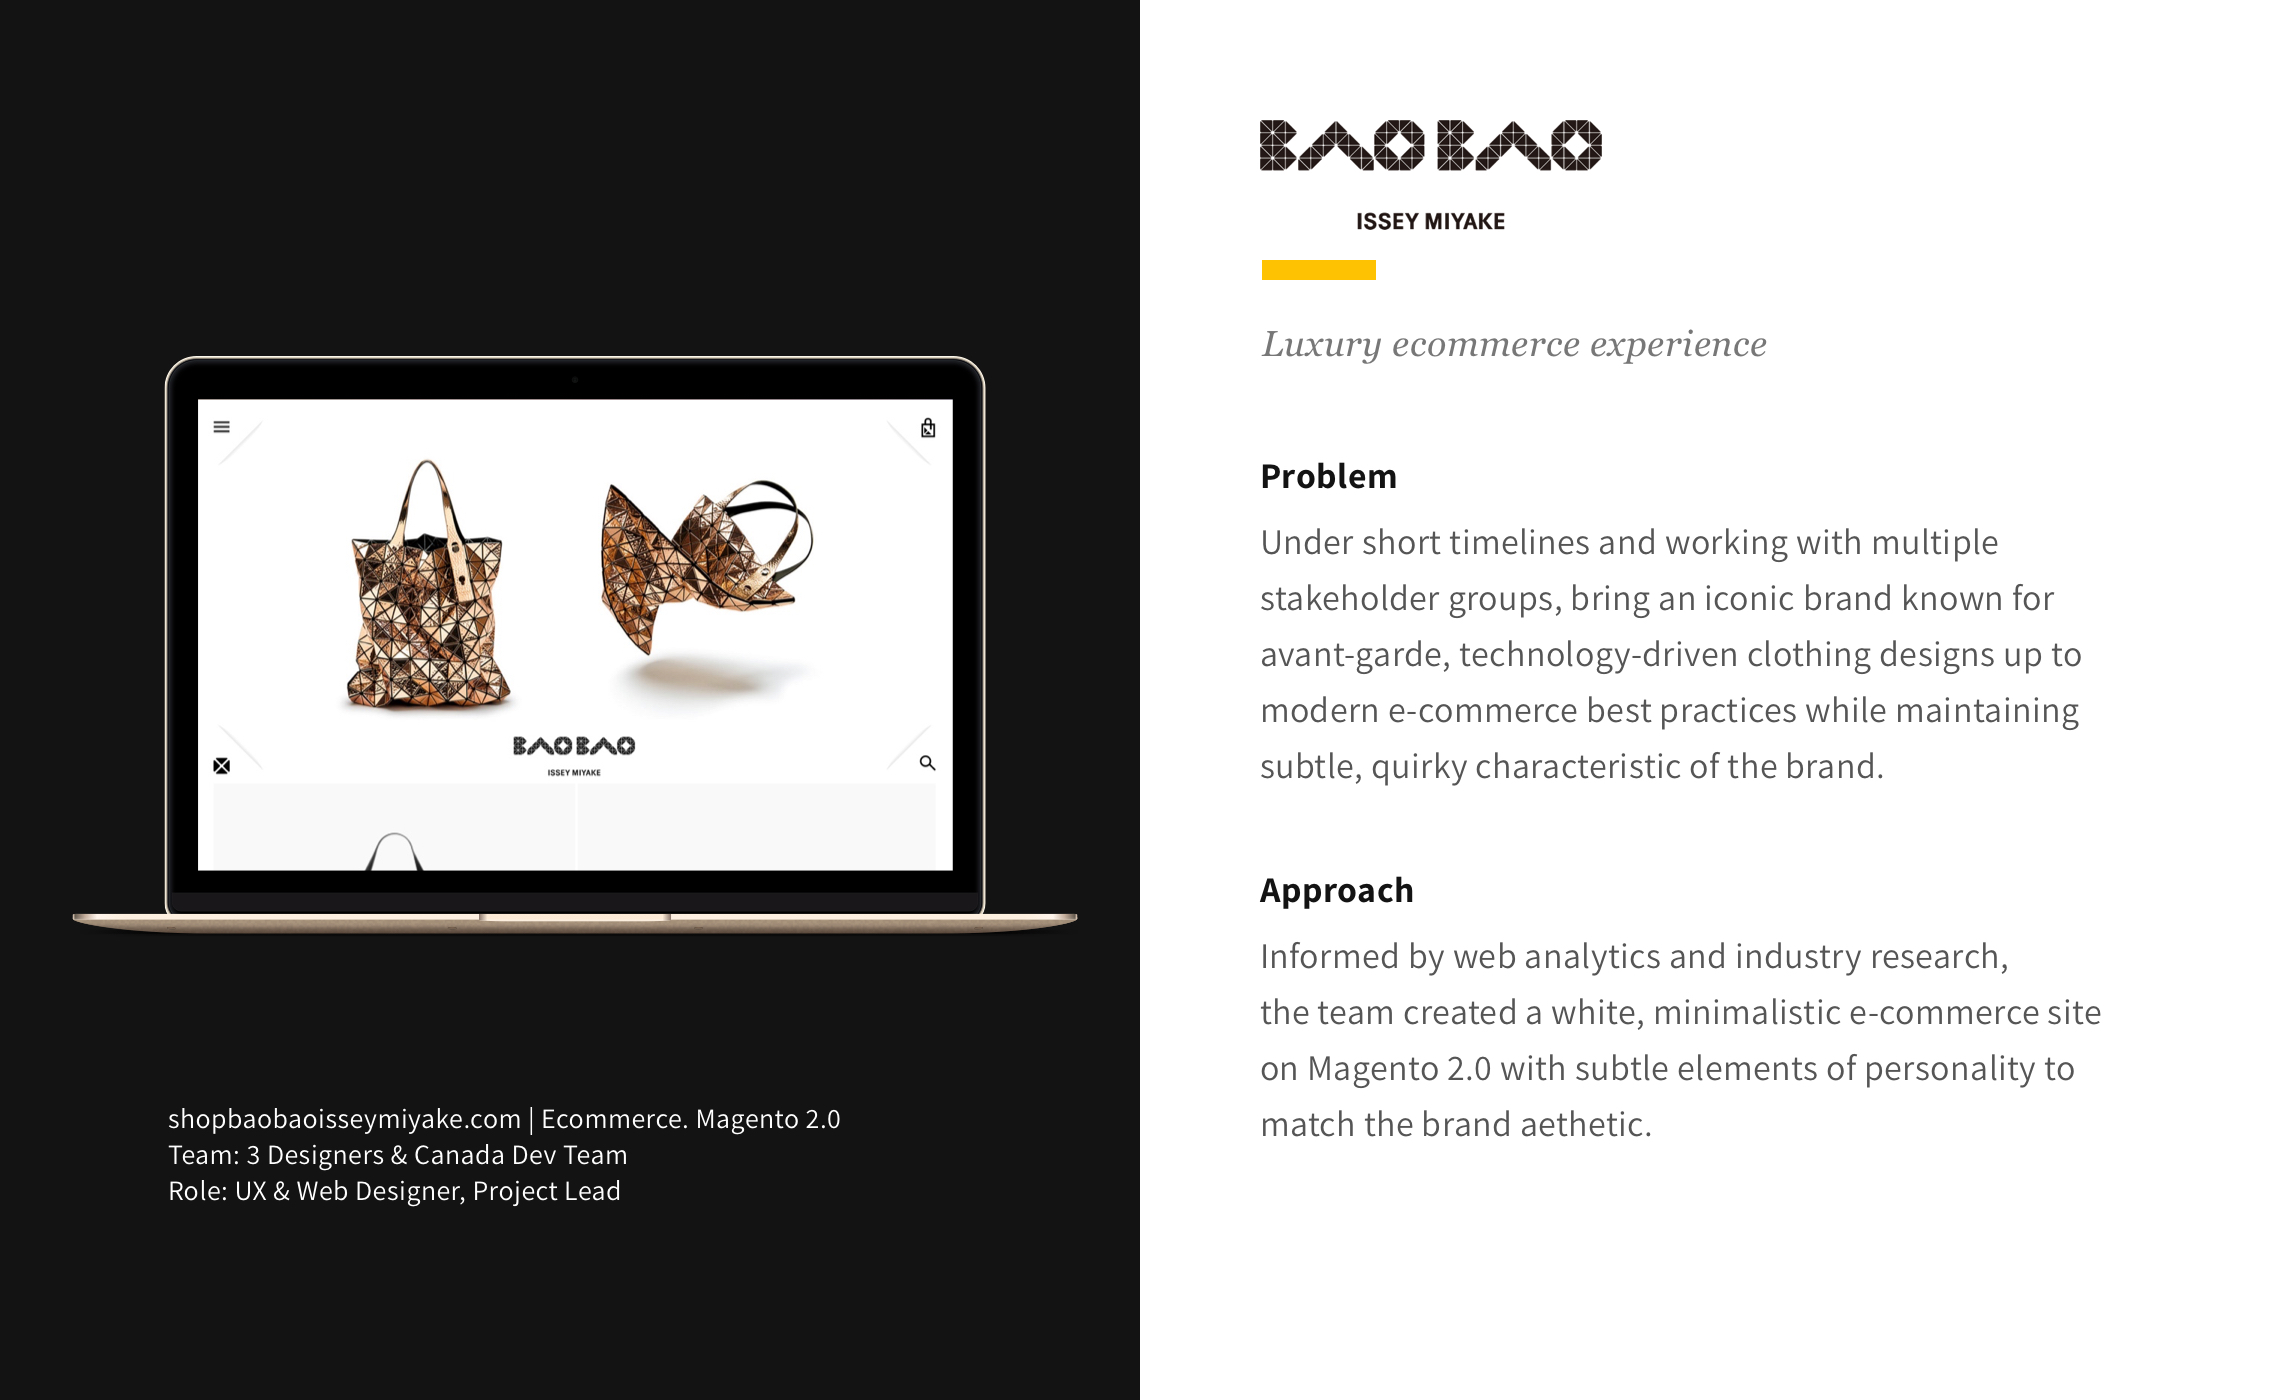 BAO BAO
ISSEY MIYAKE
shopbaobaoisseymiyake.com | Ecommerce. Magento 2.0
Team: 3 Designers & Canada Dev Team
Role: UX & Web Designer, Project Lead
BAO BAO
ISSEY MIYAKE
Luxury ecommerce experience
Problem
Under short timelines and working with multiple
stakeholder groups, bring an iconic brand known for
avant-garde, technology-driven clothing designs up to
modern e-commerce best practices while maintaining
subtle, quirky characteristic of the brand.
Approach
Informed by web analytics and industry research,
the team created a white, minimalistic e-commerce site
on Magento 2.0 with subtle elements of personality to
match the brand aethetic.